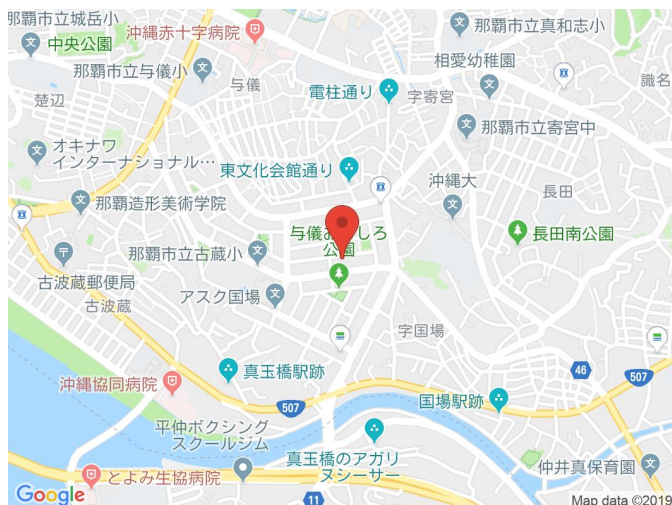 那覇市立城岳小
沖縄赤十字病院
那覇市立真和志小
中央公園
相愛幼稚園
那覇市立与儀小
与儀
識名
楚辺
電柱通り
字寄宮
那覇市立寄宮中
オキナワ
インターナショナル…
東文化会館通り
沖縄大
長田
那覇造形美術学院
与儀
しろ
公園
長田南公園
那覇市立古蔵小
古波蔵郵便局
古波蔵
アスク国場
字国場
46
507
真玉橋駅跡
沖縄協同病院
507
国場駅跡
平仲ボクシング
スクールジム
真玉橋のアガリ
ヌシーサー
仲井真保育園
とよみ生協病院
11
Google
Map data ©2019